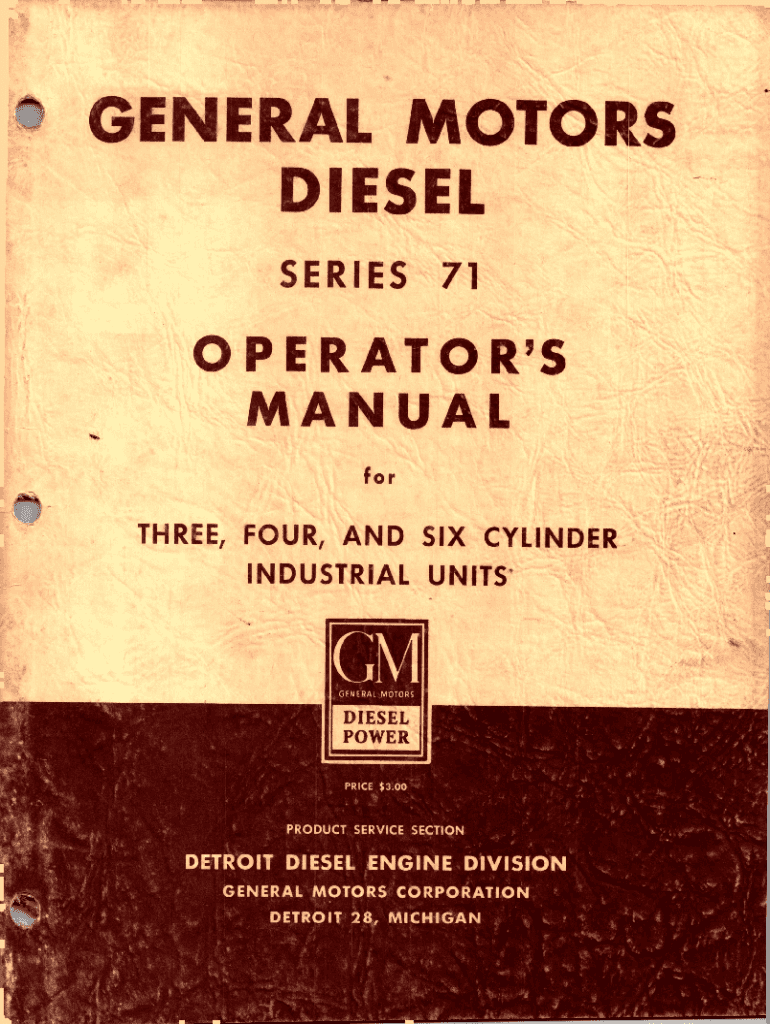 GENERAL MOTORS
DIESEL
SERIES 71
OPERATOR'S
MANUAL
for
THREE, FOUR, AND SIX CYLINDER
INDUSTRIAL UNITS
GM
GENERAL MOTORS
DIESEL
POWER
PRICE $3.00
PRODUCT SERVICE SECTION
DETROIT DIESEL ENGINE DIVISION
GENERAL MOTORS CORPORATION
DETROIT 28, MICHIGAN